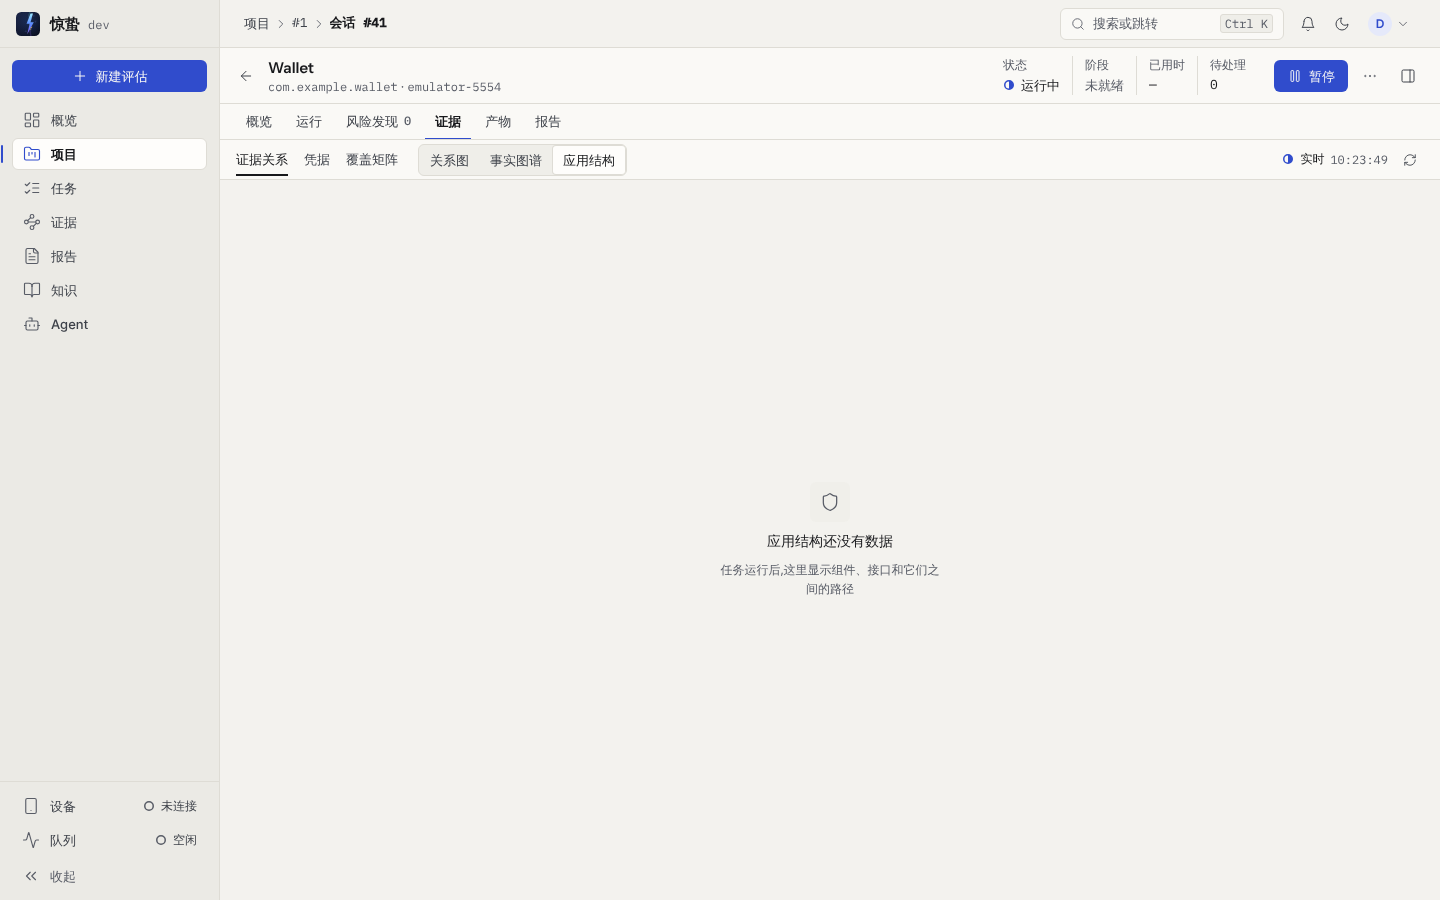 惊蛰 dev
项目 #1 会话 #41
搜索或跳转 Ctrl K
D
新建评估
概览
项目
任务
证据
报告
知识
Agent
设备 未连接
队列 空闲
收起
Wallet
com.example.wallet · emulator-5554
状态
运行中
阶段
未就绪
已用时
—
待处理
0
暂停
概览 运行 风险发现 0 证据 产物 报告
证据关系 凭据 覆盖矩阵 关系图 事实图谱 应用结构
实时 10:23:49
应用结构还没有数据
任务运行后,这里显示组件、接口和它们之
间的路径